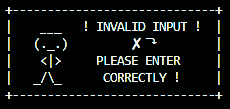 ! INVALID INPUT !
✗
PLEASE ENTER
CORRECTLY !